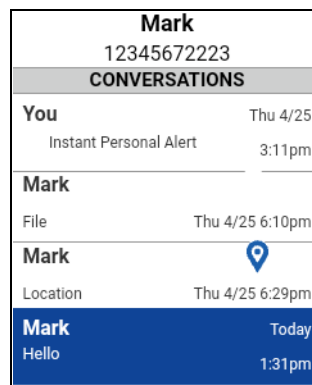 Mark
12345672223
CONVERSATIONS
You Thu 4/25
Instant Personal Alert 3:11pm
Mark
File Thu 4/25 6:10pm
Mark
Location Thu 4/25 6:29pm
Mark Today
Hello 1:31pm